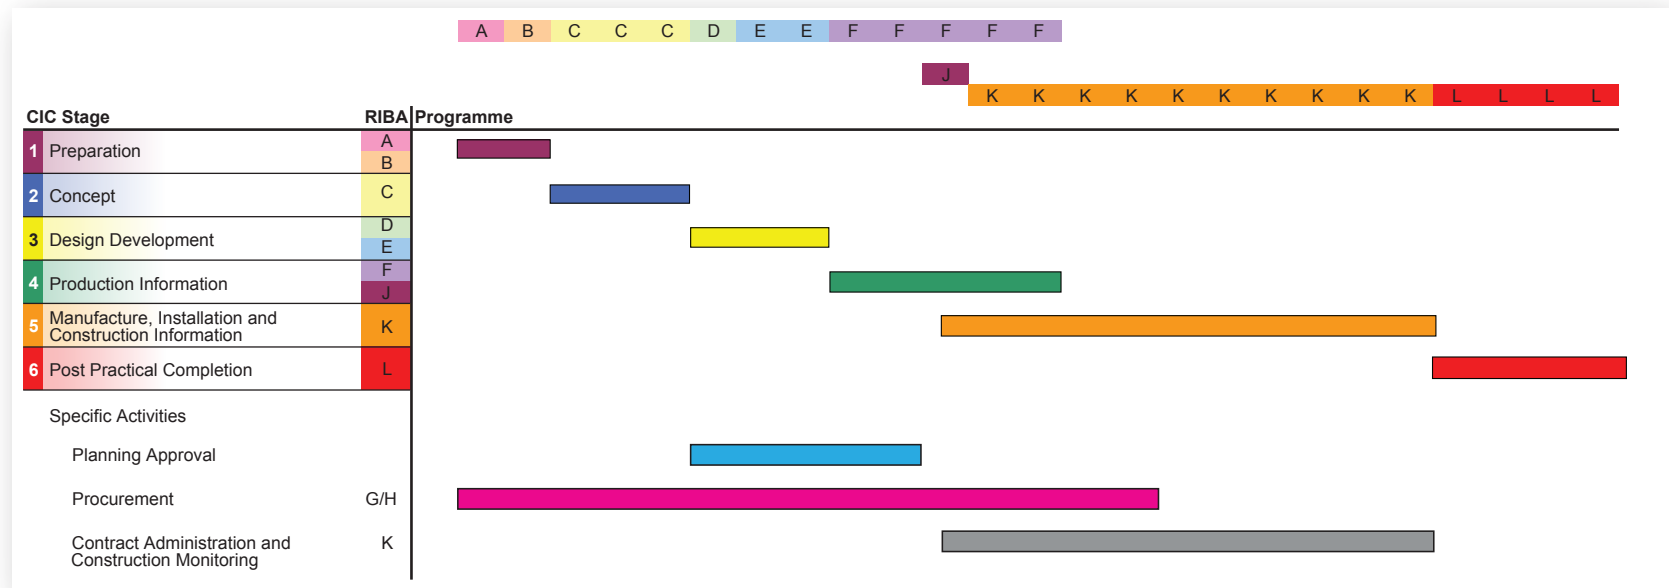 A B C C C D E E F F F F F
J
K K K K K K K K K K L L L L
CIC Stage RIBA Programme
1 Preparation A
B
2 Concept C
3 Design Development D
E
4 Production Information F
J
5 Manufacture, Installation and
Construction Information K
6 Post Practical Completion L
Specific Activities
Planning Approval
Procurement G/H
Contract Administration and K
Construction Monitoring